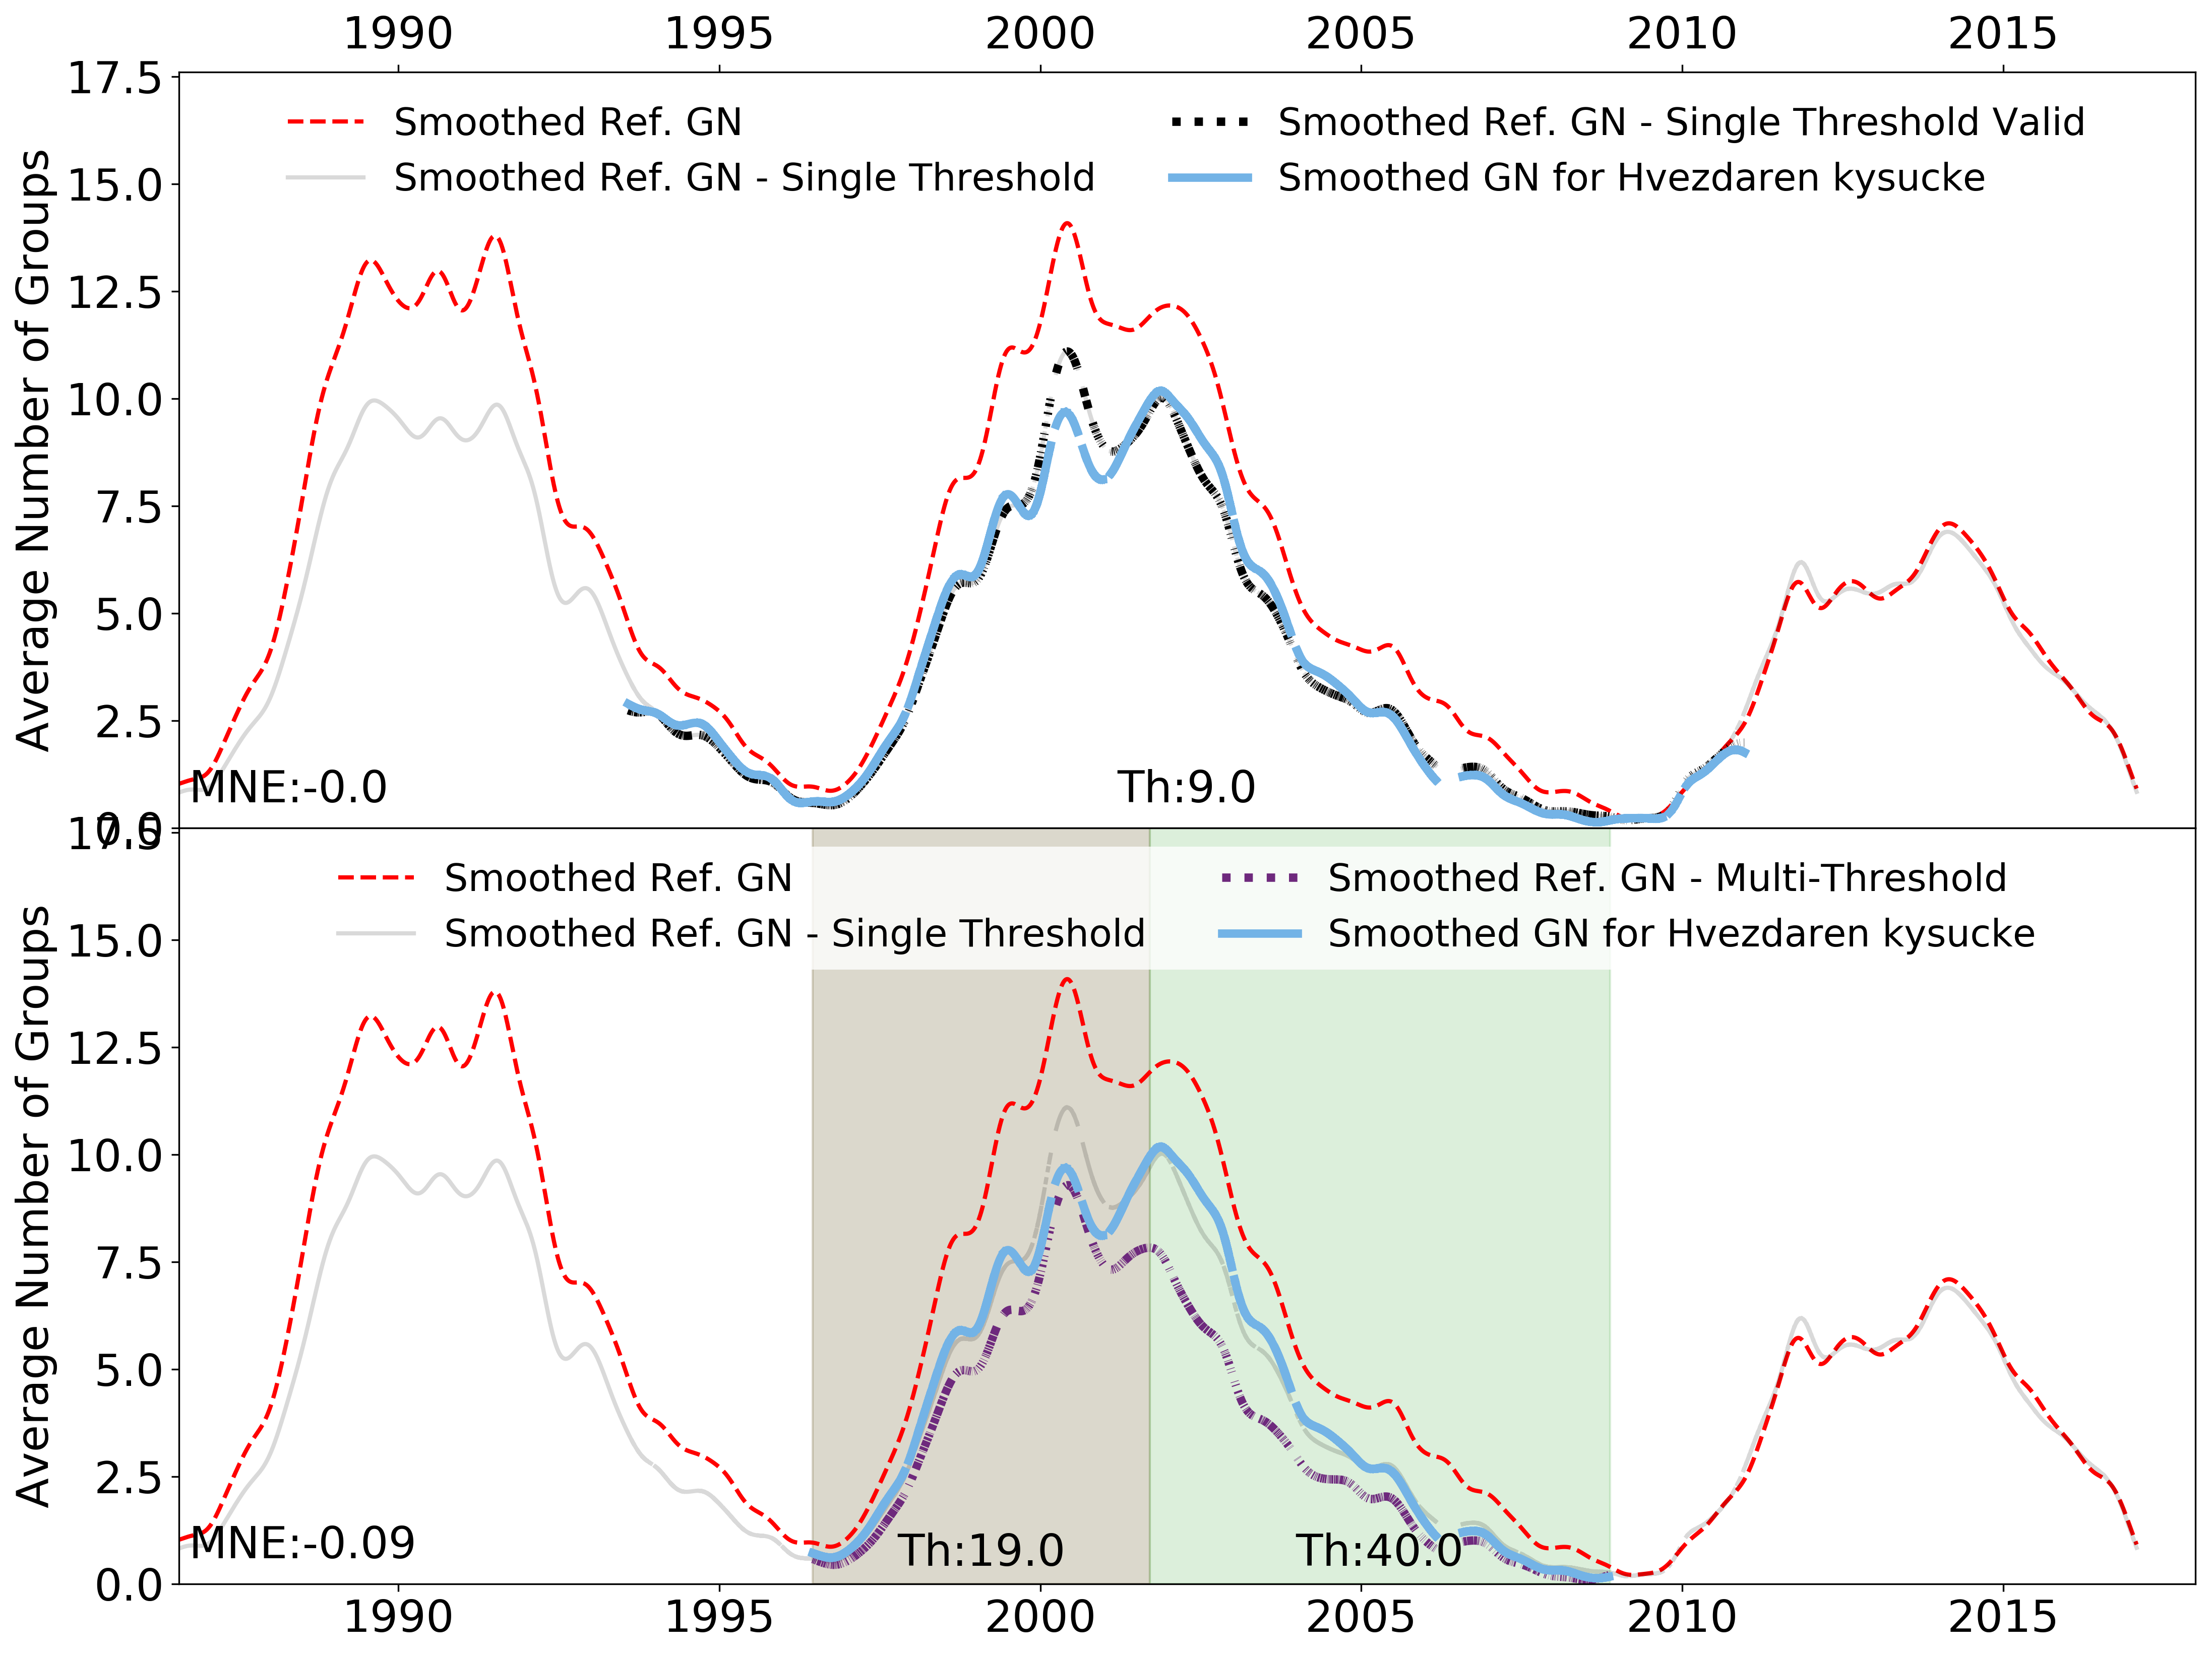 1990 1995 2000 2005 2010 2015
17.5
Smoothed Ref. GN
Smoothed Ref. GN - Single Threshold
Smoothed Ref. GN - Single Threshold Valid
Smoothed GN for Hvezdaren kysucke
15.0
12.5
10.0
7.5
5.0
2.5
0.0
Average Number of Groups
MNE:-0.0
Th:9.0
17.5
Smoothed Ref. GN
Smoothed Ref. GN - Single Threshold
Smoothed Ref. GN - Multi-Threshold
Smoothed GN for Hvezdaren kysucke
15.0
12.5
10.0
7.5
5.0
2.5
0.0
Average Number of Groups
MNE:-0.09
Th:19.0
Th:40.0
1990 1995 2000 2005 2010 2015